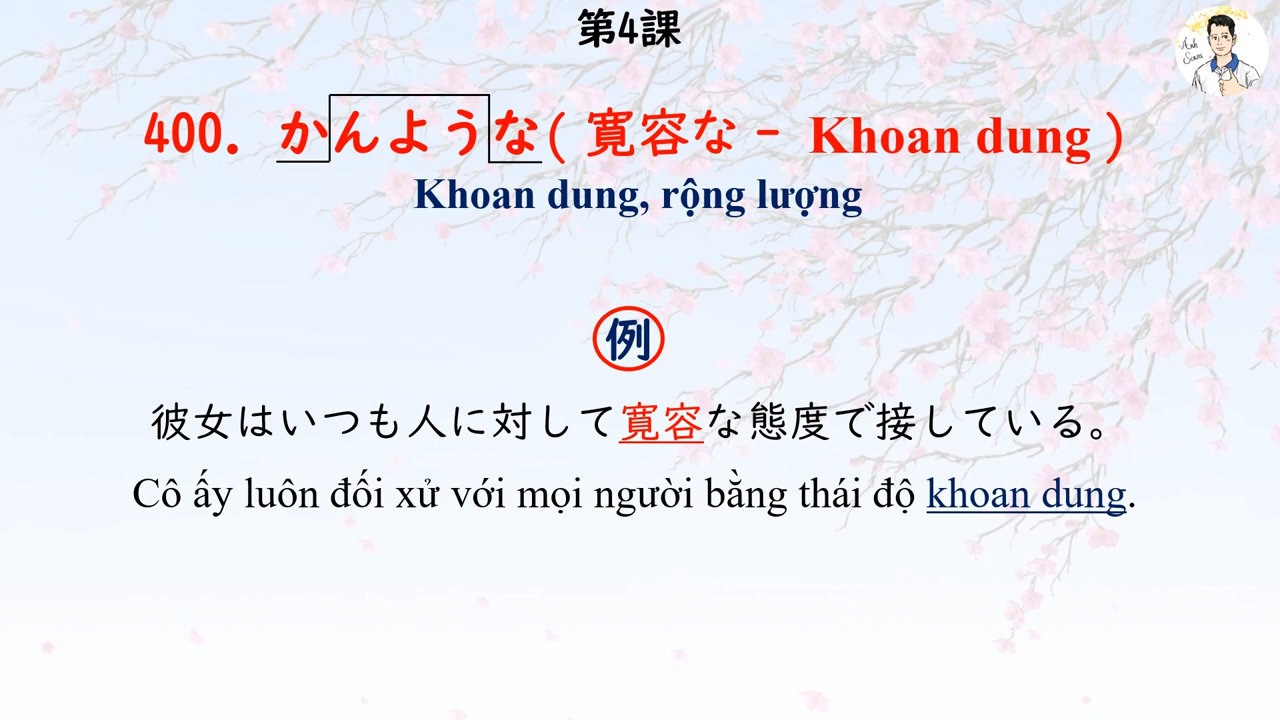 第4課
Anh
Sensei
400. かんような( 寛容な - Khoan dung )
Khoan dung, rộng lượng
例
彼女はいつも人に対して寛容な態度で接している。
Cô ấy luôn đối xử với mọi người bằng thái độ khoan dung.